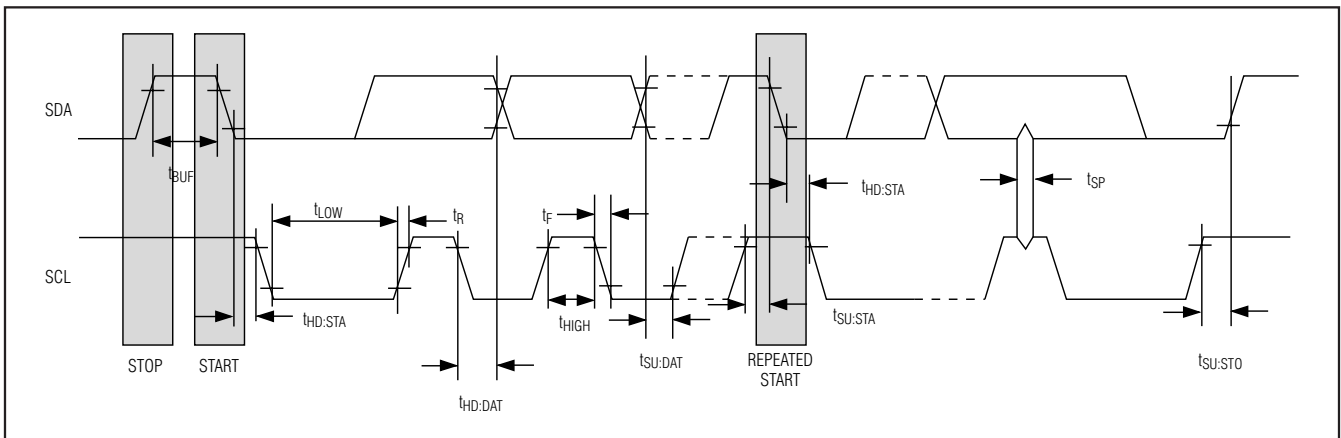 SDA
tBUF
tHD:STA
tSP
tLOW
tR
tF
SCL
tHD:STA
tHIGH
tSU:STA
tSU:DAT
STOP
START
REPEATED
START
tSU:STO
tHD:DAT